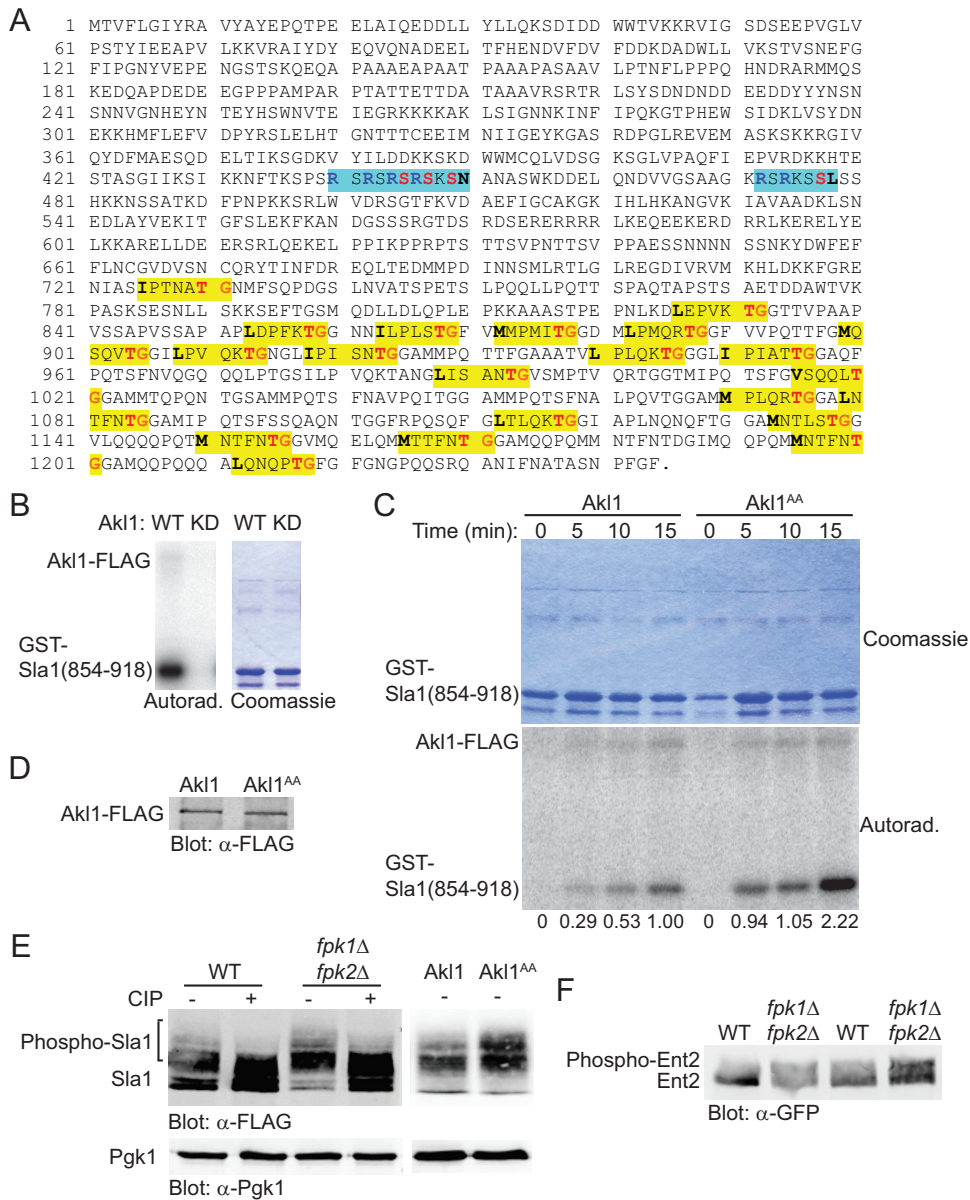 A
1 MTVFLGIYRA VYAYEPQTPE ELAIQEDDLL YLLQKSDIDD WWTVKKRVIG SDSEEPVGLV
61 PSTYIEEAPV LKKVRAIYDY EQVQNADEEL TFHENDVFDV FDDKDADWLL VKSTVSNEFG
121 FIPGNYVEPE NGSTSKQEQA PAAAEAPAAT PAAAPASAAV LPTNFLPPPQ HNDRARMMQS
181 KEDQAPDEDE EGPPPAMPAR PTATTETTDA TAAAVRSRTR LSYSDNDNDD EEDDYYYNSN
241 SNNVGNHEYN TEYHSWNVTE IEGRKKKKAK LSIGNNKINF IPQKGTPHEW SIDKLVSYDN
301 EKKHMFLEFV DPYRSLELHT GNTTTCEEIM NIIGEYKGAS RDPGLREVEM ASKSKKRGIV
361 QYDFMAESQD ELTIKSGDKV YILDDKKSKD WWMCQLVDSG KSGLVPAQFI EPVRDKKHTE
421 STASGIIKSI KKNFTKSPSR SRSRSRSKSN ANASWKDDEL QNDVVGSAAG KRSRKSSLSS
481 HKKNSSATKD FPNPKKSRLW VDRSGTFKVD AEFIGCAKGK IHLHKANGVK IAVAADKLSN
541 EDLAYVEKIT GFSLEKFKAN DGSSSRGTDS RDSERERRRR LKEQEEKERD RRLKERELYE
601 LKKARELLDE ERSRLQEKEL PPIKPPRPTS TTSVPNTTSV PPAESSNNNN SSNKYDWFEF
661 FLNCGVDVSN CQRYTINFDR EQLTEDMMPD INNSMLRTLG LREGDIVRVM KHLDKKFGRE
721 NIASIPTNAT GNMFSQPDGS LNVATSPETS LPQQLLPQTT SPAQTAPSTS AETDDAWTVK
781 PASKSESNLL SKKSEFTGSM QDLLDLQPLE PKKAAASTPE PNLKDLEPVK TGGTTVPAAP
841 VSSAPVSSAP APLDPFKTGG NNILPLSTGF VMMPMITGGD MLPMQRTGGF VVPQTTFGMQ
901 SQVTGGILPV QKTGNGLIPI SNTGGAMMPQ TTFGAAATVL PLQKTGGGLI PIATTGGAQF
961 PQTSFNVQGQ QQLPTGSILP VQKTANGLIS ANTGVSMPTV QRTGGTMIPQ TSFGVSQQLT
1021 GGAMMTQPQN TGSAMMPQTS FNAVPQITGG AMMPQTSFNA LPQVTGGAMM PLQRTGGALN
1081 TFNTGGAMIP QTSFSSQAQN TGGFRPQSQF GLTLQKTGGI APLNQNQFTG GAMNTLSTGG
1141 VLQQQQPQTM NTFNTGGVMQ ELQMMTTFNT GGAMQQPQMM NTFNTDGIMQ QPQMMNTFNT
1201 GGAMQQPQQQ ALQNQPTGFG FGNGPQQSRQ ANIFNATASN PFGF.
B
Akl1: WT KD WT KD
Akl1-FLAG
GST-
Sla1(854-918)
Autorad. Coomassie
C
Akl1 Akl1AA
Time (min): 0 5 10 15 0 5 10 15
GST-
Sla1(854-918)
Coomassie
Akl1-FLAG
Autorad.
GST-
Sla1(854-918)
0 0.29 0.53 1.00 0 0.94 1.05 2.22
D
Akl1 Akl1AA
Akl1-FLAG
Blot: α-FLAG
E
WT fpk1Δ fpk2Δ Akl1 Akl1AA
CIP - + - + - -
Phospho-Sla1
Sla1
Blot: α-FLAG
Pgk1
Blot: α-Pgk1
F
WT fpk1Δ fpk2Δ WT fpk1Δ fpk2Δ
Phospho-Ent2
Ent2
Blot: α-GFP